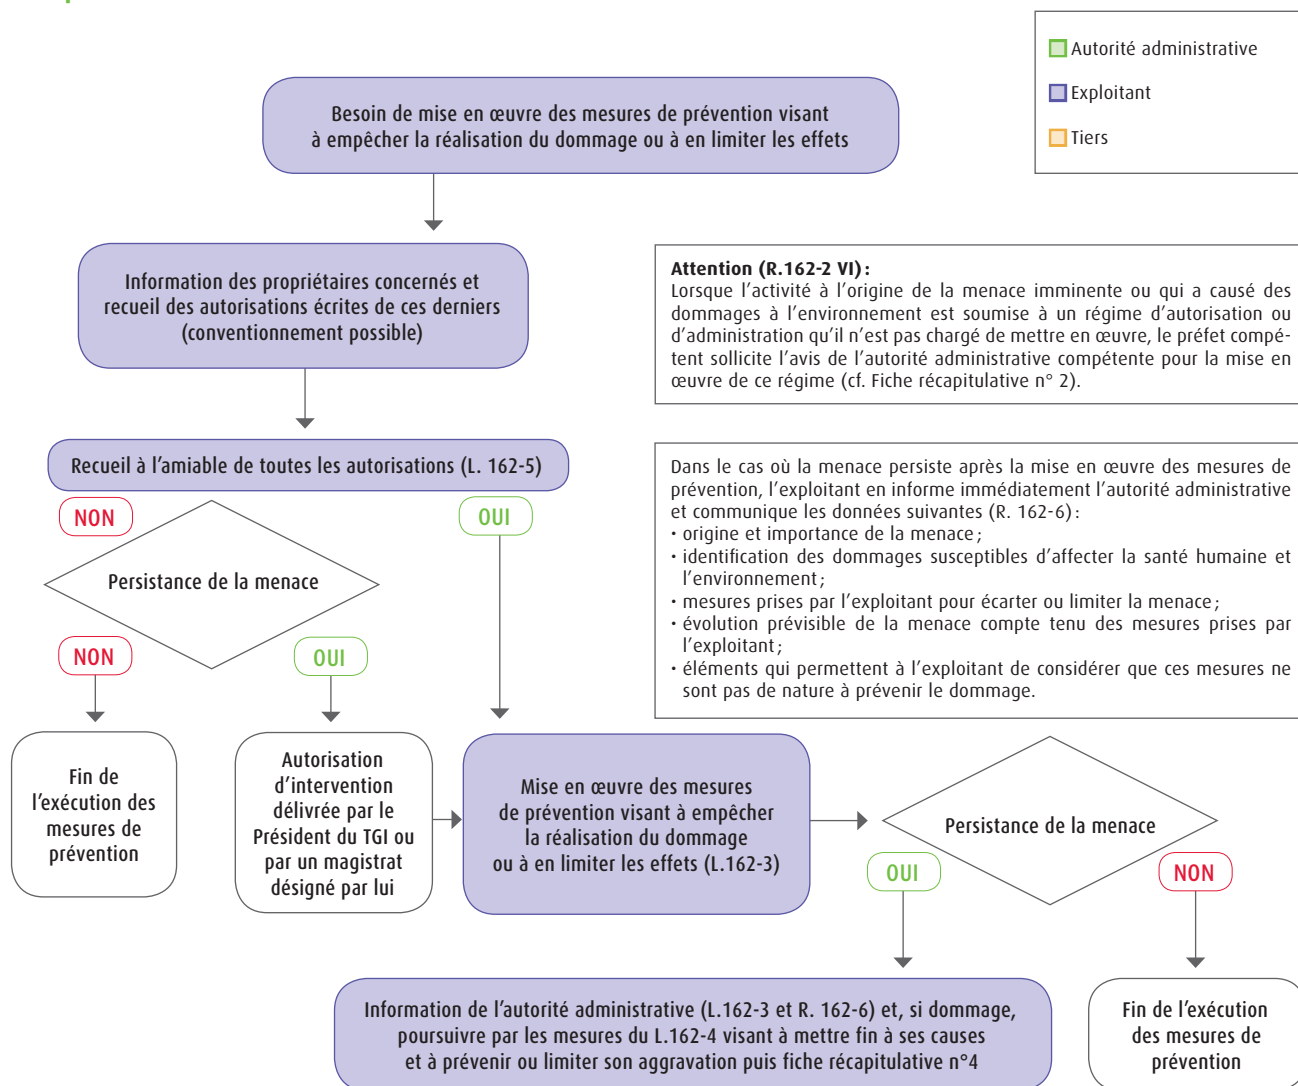 Autorité administrative
Exploitant
Tiers
Besoin de mise en œuvre des mesures de prévention visant
à empêcher la réalisation du dommage ou à en limiter les effets
Information des propriétaires concernés et
recueil des autorisations écrites de ces derniers
(conventionnement possible)
Attention (R.162-2 VI) :
Lorsque l'activité à l'origine de la menace imminente ou qui a causé des
dommages à l'environnement est soumise à un régime d'autorisation ou
d'administration qu'il n'est pas chargé de mettre en œuvre, le préfet compé-
tent sollicite l'avis de l'autorité administrative compétente pour la mise en
œuvre de ce régime (cf. Fiche récapitulative n° 2).
Recueil à l'amiable de toutes les autorisations (L. 162-5)
NON
OUI
Persistance de la menace
NON
OUI
Dans le cas où la menace persiste après la mise en œuvre des mesures de
prévention, l'exploitant en informe immédiatement l'autorité administrative
et communique les données suivantes (R. 162-6) :
• origine et importance de la menace ;
• identification des dommages susceptibles d'affecter la santé humaine et
l'environnement ;
• mesures prises par l'exploitant pour écarter ou limiter la menace ;
• évolution prévisible de la menace compte tenu des mesures prises par
l'exploitant ;
• éléments qui permettent à l'exploitant de considérer que ces mesures ne
sont pas de nature à prévenir le dommage.
Fin de
l'exécution des
mesures de
prévention
Autorisation
d'intervention
délivrée par le
Président du TGI ou
par un magistrat
désigné par lui
Mise en œuvre des mesures
de prévention visant à empêcher
la réalisation du dommage
ou à en limiter les effets (L.162-3)
Persistance de la menace
OUI
NON
Information de l'autorité administrative (L.162-3 et R. 162-6) et, si dommage,
poursuivre par les mesures du L.162-4 visant à mettre fin à ses causes
et à prévenir ou limiter son aggravation puis fiche récapitulative n°4
Fin de l'exécution
des mesures de
prévention